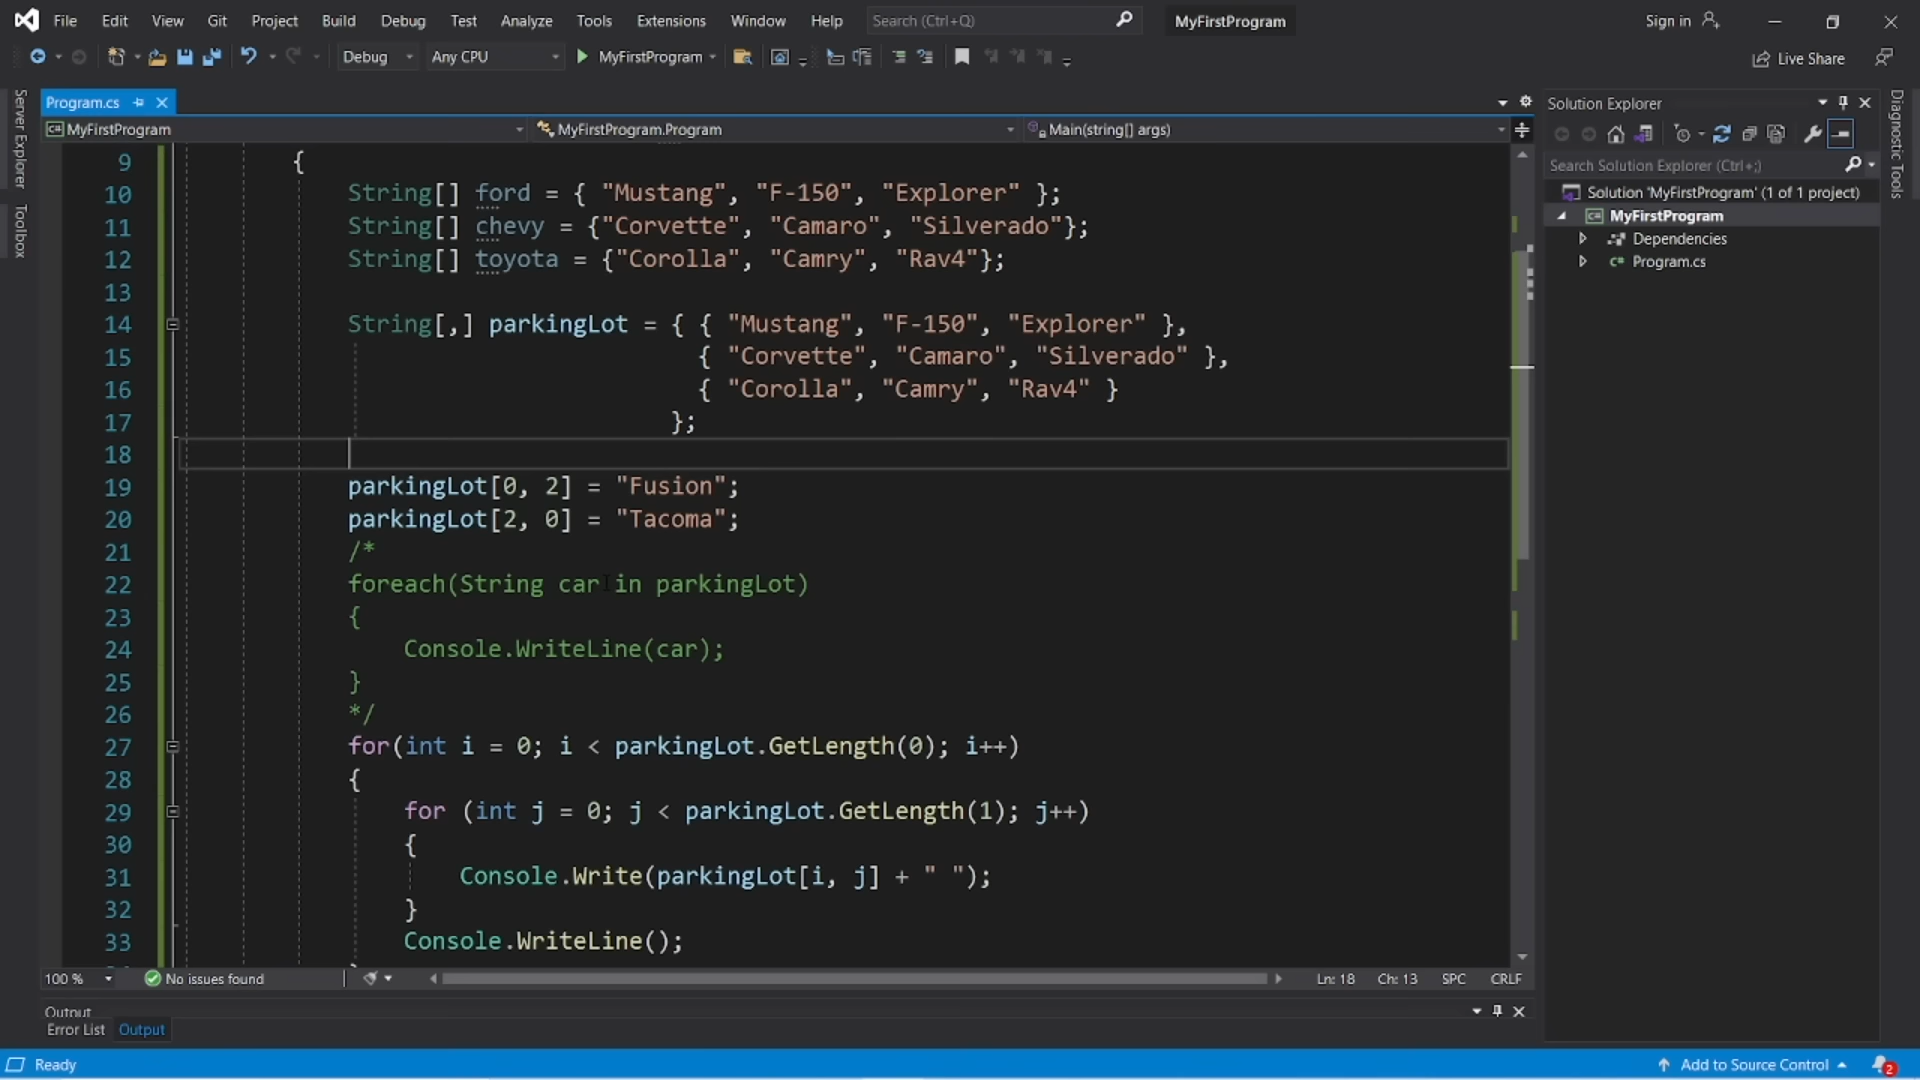 File Edit View Git Project Build Debug Test Analyze Tools Extensions Window Help Search (Ctrl+Q) MyFirstProgram Sign in
Debug Any CPU MyFirstProgram Live Share
Server Explorer
Toolbox
Program.cs
MyFirstProgram MyFirstProgram.Program Main(string[] args)
9 {
10 String[] ford = { "Mustang", "F-150", "Explorer" };
11 String[] chevy = {"Corvette", "Camaro", "Silverado"};
12 String[] toyota = {"Corolla", "Camry", "Rav4"};
13
14 String[,] parkingLot = { { "Mustang", "F-150", "Explorer" },
15 { "Corvette", "Camaro", "Silverado" },
16 { "Corolla", "Camry", "Rav4" }
17 };
18
19 parkingLot[0, 2] = "Fusion";
20 parkingLot[2, 0] = "Tacoma";
21 /*
22 foreach(String car in parkingLot)
23 {
24 Console.WriteLine(car);
25 }
26 */
27 for(int i = 0; i < parkingLot.GetLength(0); i++)
28 {
29 for (int j = 0; j < parkingLot.GetLength(1); j++)
30 {
31 Console.Write(parkingLot[i, j] + " ");
32 }
33 Console.WriteLine();
100 % No issues found Ln: 18 Ch: 13 SPC CRLF
Output
Error List Output
Solution Explorer
Search Solution Explorer (Ctrl+;)
Solution 'MyFirstProgram' (1 of 1 project)
MyFirstProgram
Dependencies
C# Program.cs
Diagnostic Tools
Ready Add to Source Control 2